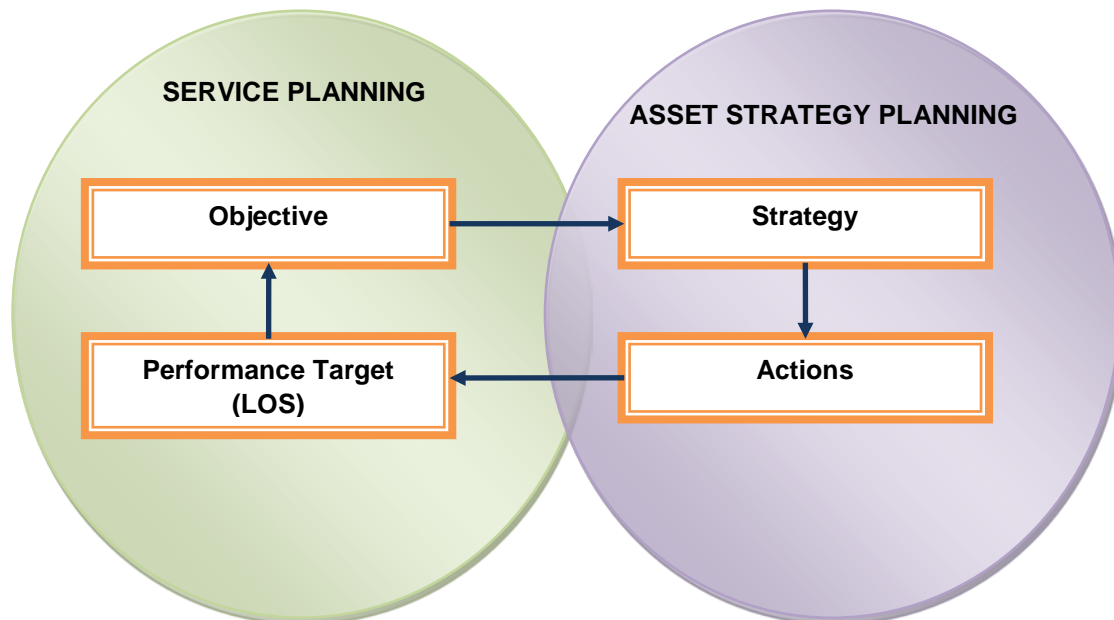 SERVICE PLANNING
ASSET STRATEGY PLANNING
Objective
Strategy
Performance Target
(LOS)
Actions